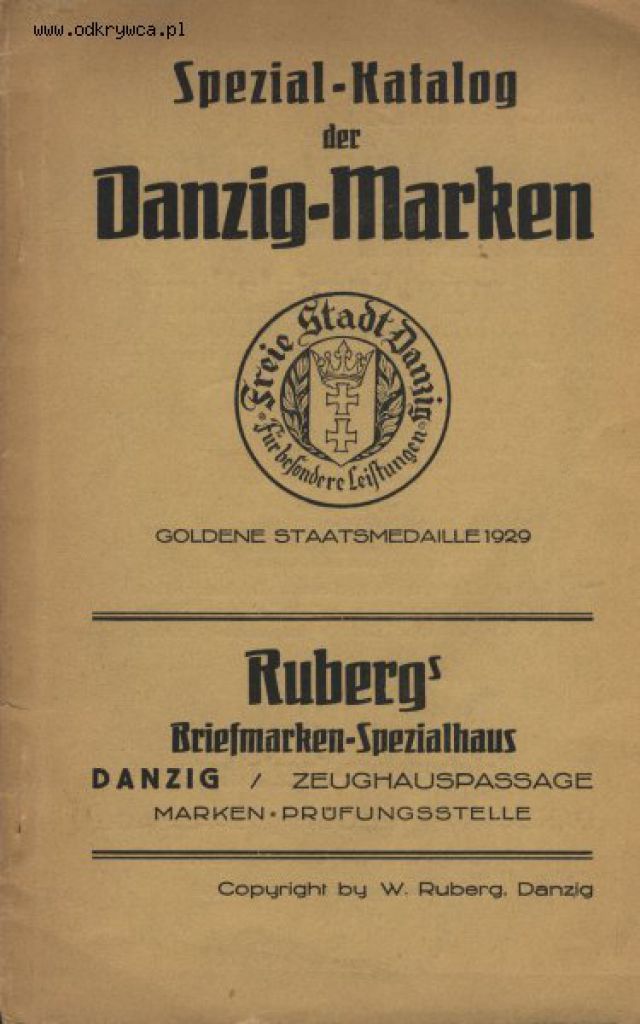 www.odkrywca.pl
Spezial-Katalog
der
Danzig-Marken
Freie Stadt Danzig
Für besondere Leistungen
GOLDENE STAATSMEDAILLE 1929
Rubergs
Briefmarken-Spezialhaus
DANZIG / ZEUGHAUSPASSAGE
MARKEN-PRÜFUNGSSTELLE
Copyright by W. Ruberg, Danzig